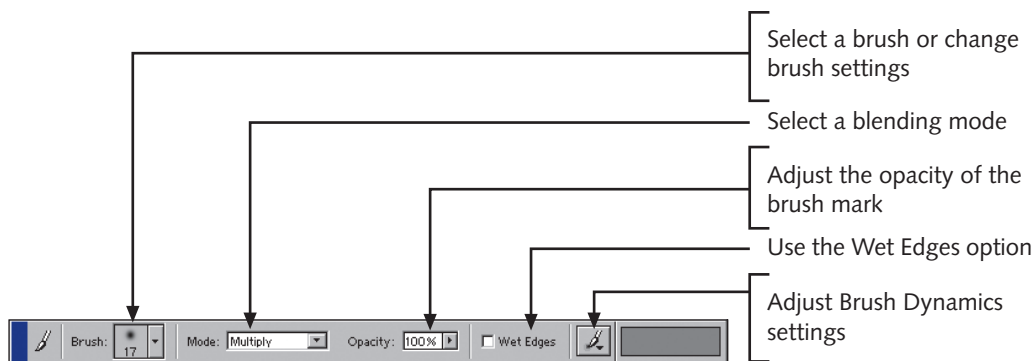 Select a brush or change
brush settings
Select a blending mode
Adjust the opacity of the
brush mark
Use the Wet Edges option
Adjust Brush Dynamics
settings
Brush: 17 Mode: Multiply Opacity: 100% Wet Edges